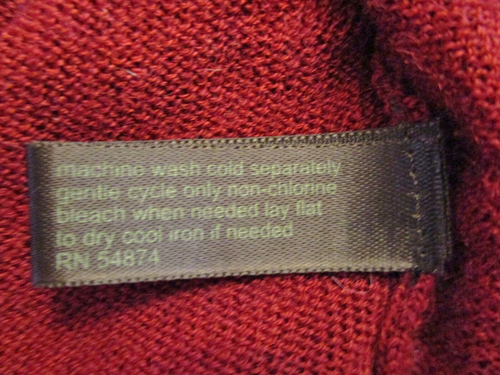 machine wash cold separately
gentle cycle only non-chlorine
bleach when needed lay flat
to dry cool iron if needed
RN 54874